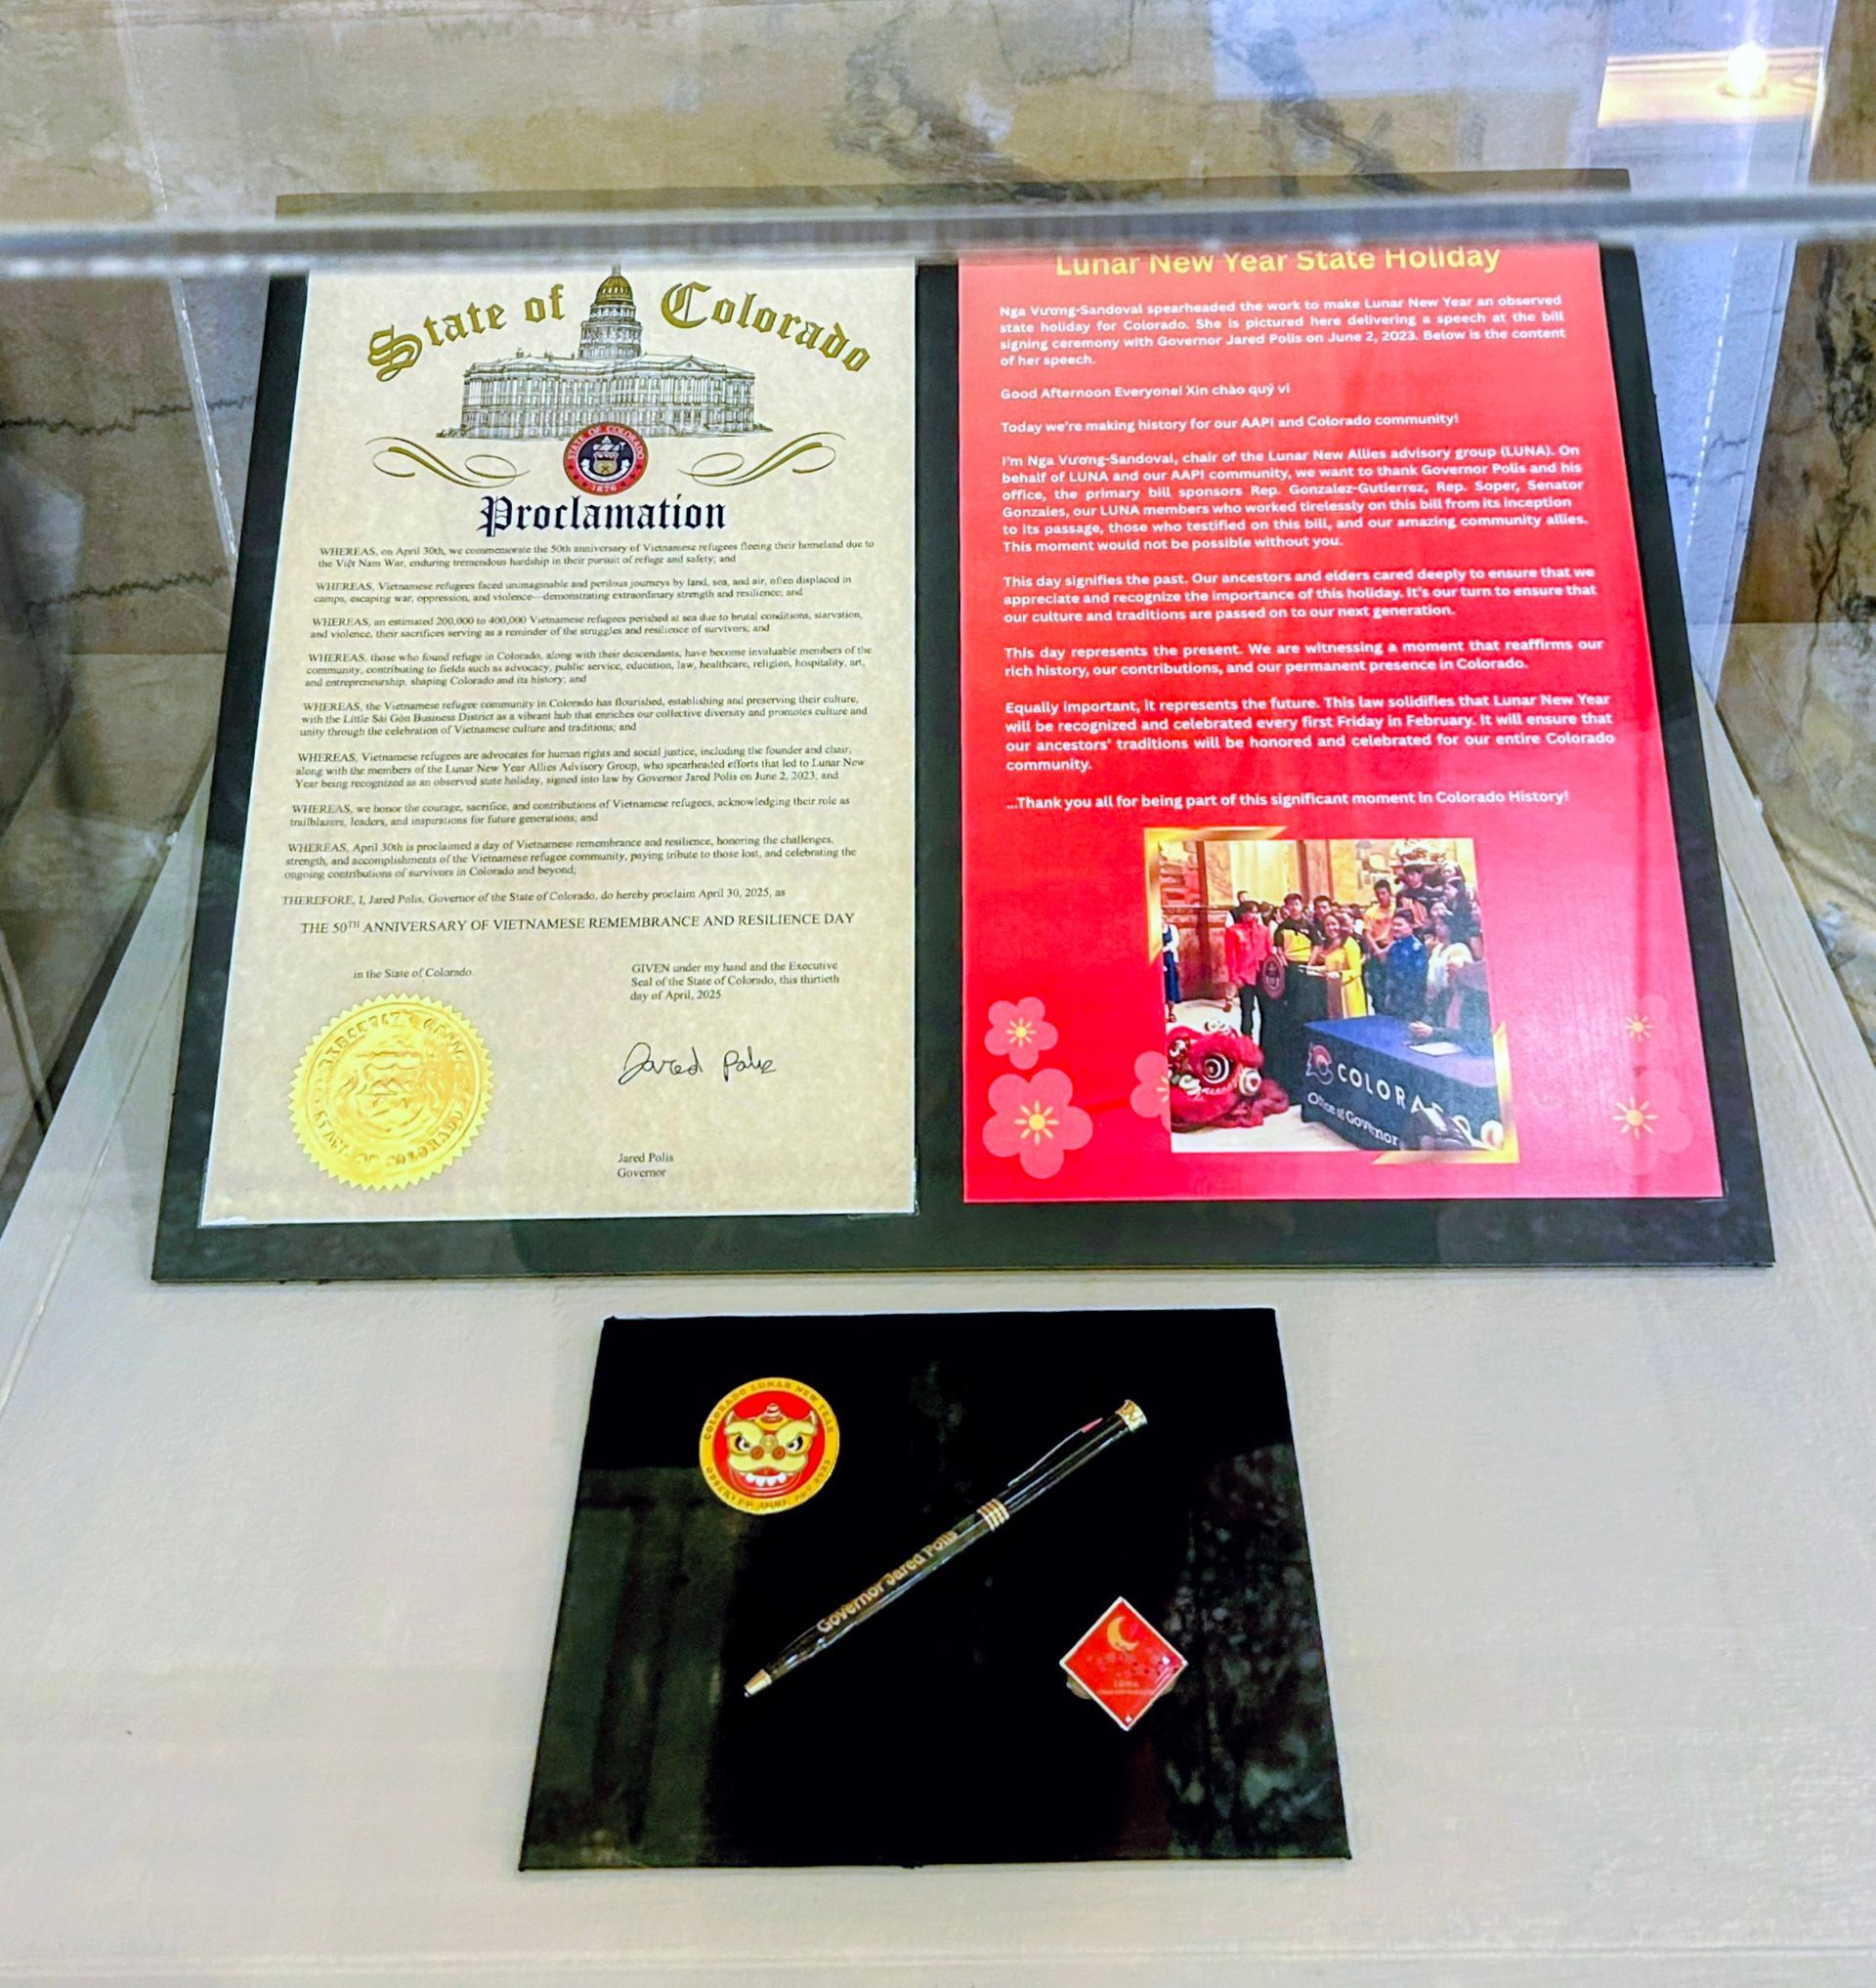 State of Colorado
STATE OF COLORADO
1876
Proclamation
WHEREAS, on April 30th, we commemorate the 50th anniversary of Vietnamese refugees fleeing their homeland due to
the Việt Nam War, enduring tremendous hardship in their pursuit of refuge and safety; and
WHEREAS, Vietnamese refugees faced unimaginable and perilous journeys by land, sea, and air, often displaced in
camps, escaping war, oppression, and violence—demonstrating extraordinary strength and resilience; and
WHEREAS, an estimated 200,000 to 400,000 Vietnamese refugees perished at sea due to brutal conditions, starvation,
and violence, their sacrifices serving as a reminder of the struggles and resilience of survivors; and
WHEREAS, those who found refuge in Colorado, along with their descendants, have become invaluable members of the
community, contributing to fields such as advocacy, public service, education, law, healthcare, religion, hospitality, art,
and entrepreneurship, shaping Colorado and its history; and
WHEREAS, the Vietnamese refugee community in Colorado has flourished, establishing and preserving their culture,
with the Little Sài Gòn Business District as a vibrant hub that enriches our collective diversity and promotes culture and
unity through the celebration of Vietnamese culture and traditions; and
WHEREAS, Vietnamese refugees are advocates for human rights and social justice, including the founder and chair,
along with the members of the Lunar New Year Allies Advisory Group, who spearheaded efforts that led to Lunar New
Year being recognized as an observed state holiday, signed into law by Governor Jared Polis on June 2, 2023, and
WHEREAS, we honor the courage, sacrifice, and contributions of Vietnamese refugees, acknowledging their role as
trailblazers, leaders, and inspirations for future generations; and
WHEREAS, April 30th is proclaimed a day of Vietnamese remembrance and resilience, honoring the challenges,
strength, and accomplishments of the Vietnamese refugee community, paying tribute to those lost, and celebrating the
ongoing contributions of survivors in Colorado and beyond;
THEREFORE, I, Jared Polis, Governor of the State of Colorado, do hereby proclaim April 30, 2025, as
THE 50TH ANNIVERSARY OF VIETNAMESE REMEMBRANCE AND RESILIENCE DAY
in the State of Colorado.
GIVEN under my hand and the Executive
Seal of the State of Colorado, this thirtieth
day of April, 2025
Jared Polis
STATE OF COLORADO
Jared Polis
Governor
Lunar New Year State Holiday
Nga Vương-Sandoval spearheaded the work to make Lunar New Year an observed
state holiday for Colorado. She is pictured here delivering a speech at the bill
signing ceremony with Governor Jared Polis on June 2, 2023. Below is the content
of her speech.
Good Afternoon Everyone! Xin chào quý vi
Today we're making history for our AAPI and Colorado community!
I'm Nga Vương-Sandoval, chair of the Lunar New Allies advisory group (LUNA). On
behalf of LUNA and our AAPI community, we want to thank Governor Polis and his
office, the primary bill sponsors Rep. Gonzalez-Gutierrez, Rep. Soper, Senator
Gonzales, our LUNA members who worked tirelessly on this bill from its inception
to its passage, those who testified on this bill, and our amazing community allies.
This moment would not be possible without you.
This day signifies the past. Our ancestors and elders cared deeply to ensure that we
appreciate and recognize the importance of this holiday. It's our turn to ensure that
our culture and traditions are passed on to our next generation.
This day represents the present. We are witnessing a moment that reaffirms our
rich history, our contributions, and our permanent presence in Colorado.
Equally important, it represents the future. This law solidifies that Lunar New Year
will be recognized and celebrated every first Friday in February. It will ensure that
our ancestors' traditions will be honored and celebrated for our entire Colorado
community.
...Thank you all for being part of this significant moment in Colorado History!
COLORADO
Office of Governor
COLORADO LUNAR NEW YEAR
Governor Jared Polis
LUNA